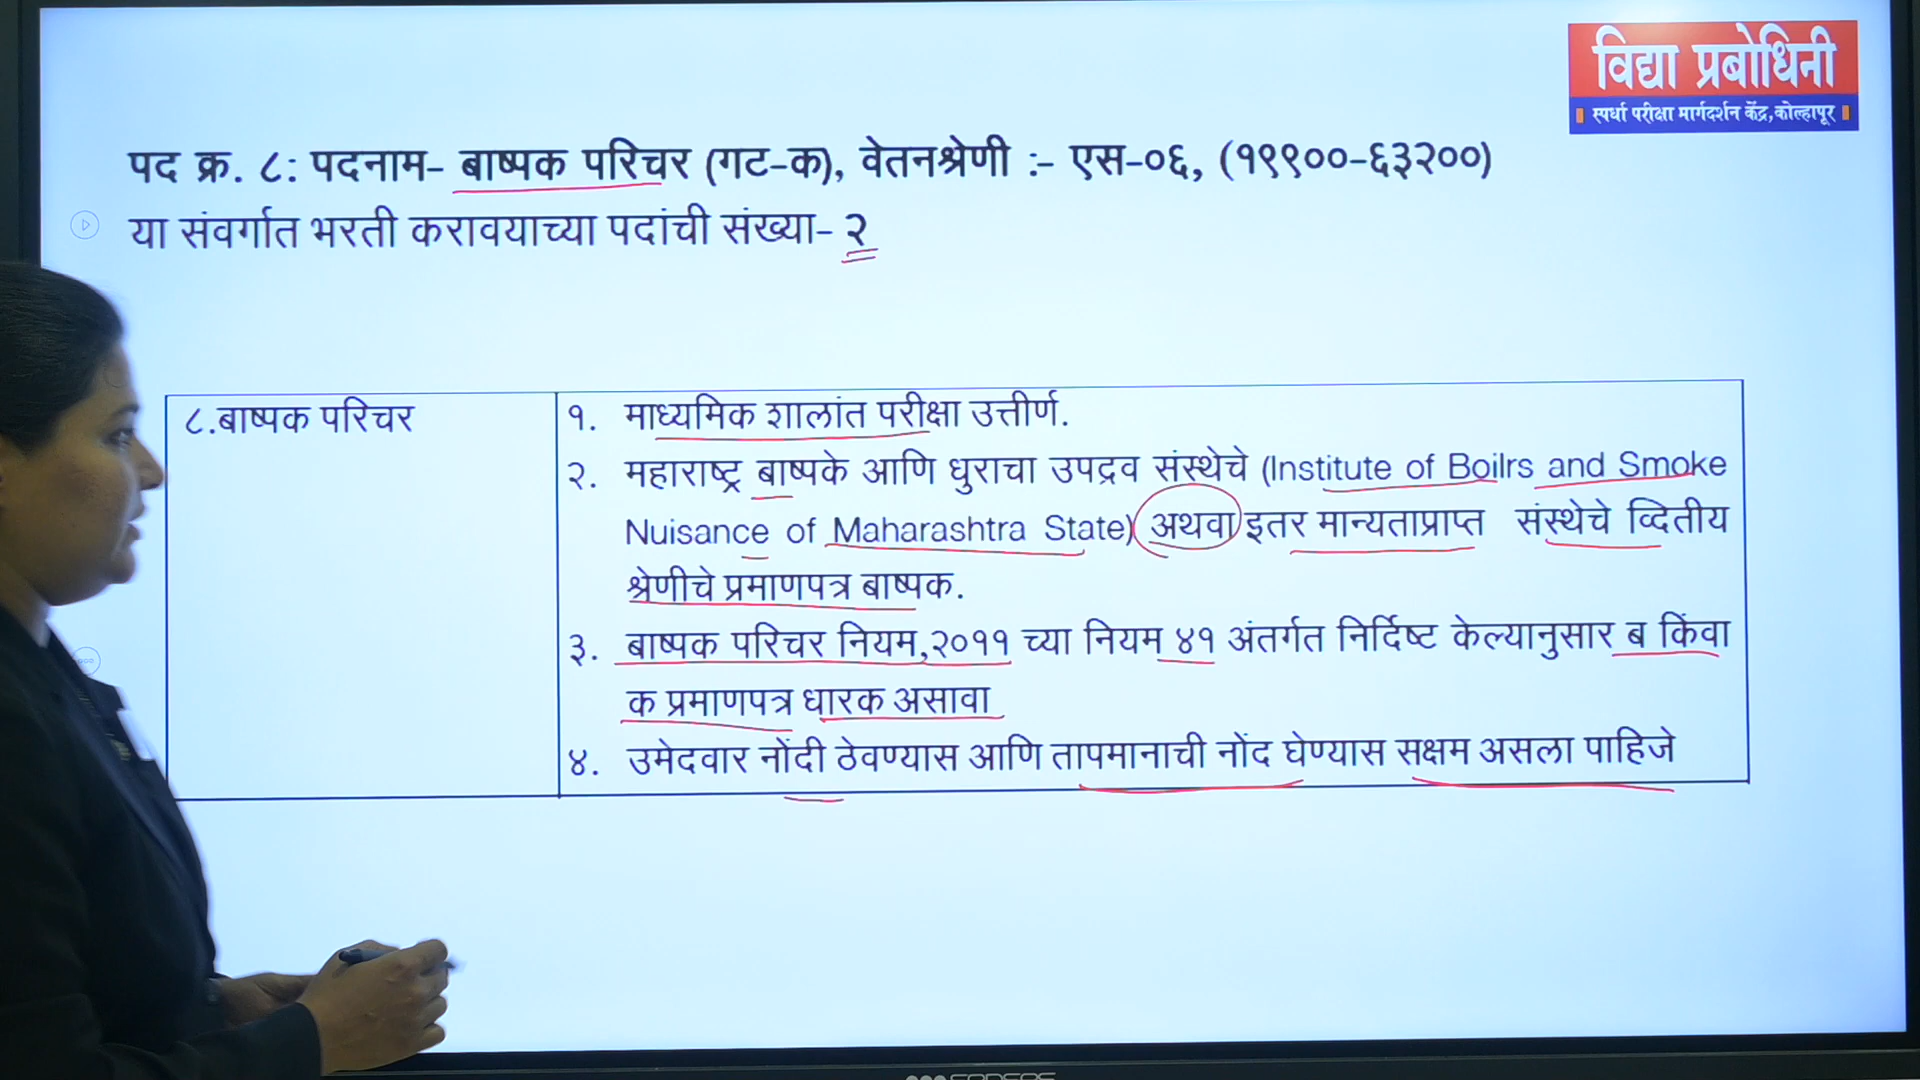 विद्या प्रबोधिनी
स्पर्धा परीक्षा मार्गदर्शन केंद्र,कोल्हापूर
पद क्र. ८: पदनाम- बाष्पक परिचर (गट-क), वेतनश्रेणी :- एस-०६, (१९९००-६३२००)
या संवर्गात भरती करावयाच्या पदांची संख्या- २
८.बाष्पक परिचर
१. माध्यमिक शालांत परीक्षा उत्तीर्ण.
२. महाराष्ट्र बाष्पके आणि धुराचा उपद्रव संस्थेचे (Institute of Boilrs and Smoke
Nuisance of Maharashtra State) अथवा इतर मान्यताप्राप्त संस्थेचे व्दितीय
श्रेणीचे प्रमाणपत्र बाष्पक.
३. बाष्पक परिचर नियम,२०११ च्या नियम ४१ अंतर्गत निर्दिष्ट केल्यानुसार ब किंवा
क प्रमाणपत्र धारक असावा
४. उमेदवार नोंदी ठेवण्यास आणि तापमानाची नोंद घेण्यास सक्षम असला पाहिजे